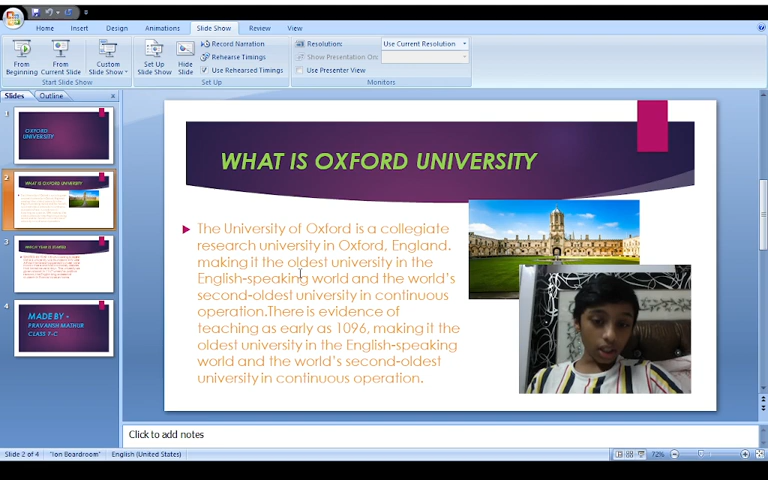 Home Insert Design Animations Slide Show Review View
From Beginning
From Current Slide
Custom Slide Show
Start Slide Show
Set Up Slide Show
Hide Slide
Record Narration
Rehearse Timings
Use Rehearsed Timings
Set Up
Resolution: Use Current Resolution
Show Presentation On:
Use Presenter View
Monitors
Slides Outline
1
OXFORD
UNIVERSITY
2
WHAT IS OXFORD UNIVERSITY
3
4
MADE BY -
PRAVANSH MATHUR
CLASS 7-C
WHAT IS OXFORD UNIVERSITY
The University of Oxford is a collegiate
research university in Oxford, England.
making it the oldest university in the
English-speaking world and the world's
second-oldest university in continuous
operation.There is evidence of
teaching as early as 1096, making it the
oldest university in the English-speaking
world and the world's second-oldest
university in continuous operation.
Click to add notes
Slide 2 of 4 "Ion Boardroom" English (United States) 72%